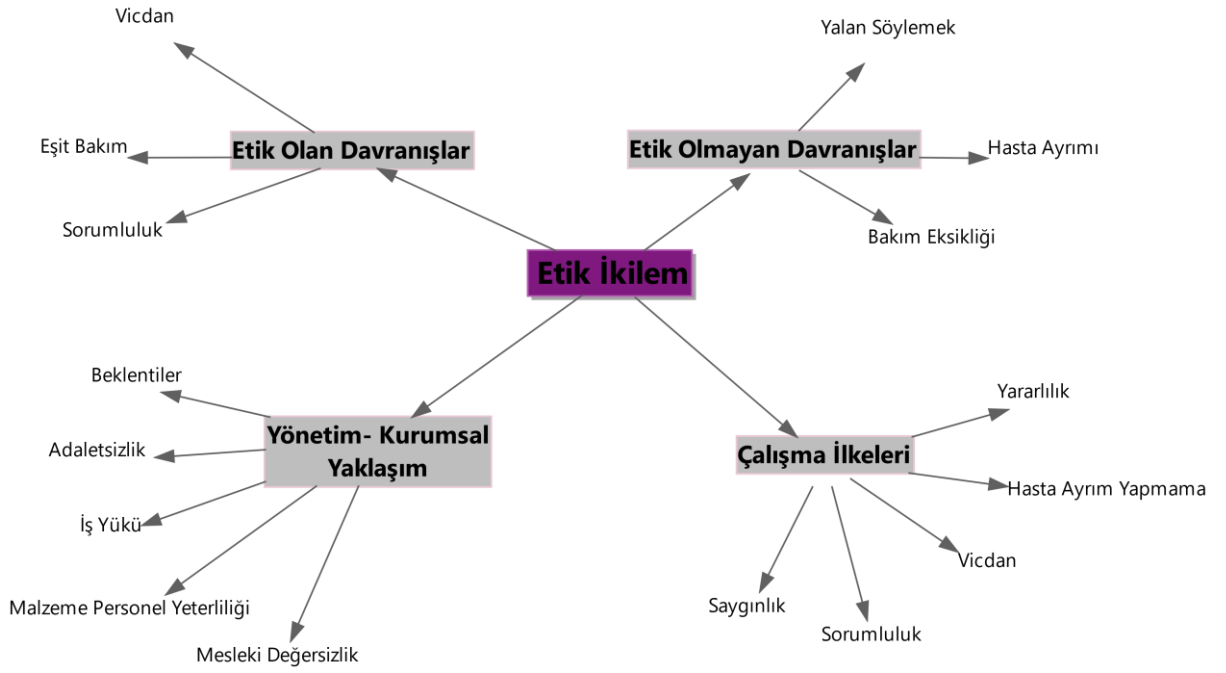 Vicdan
Yalan Söylemek
Eşit Bakım
Etik Olan Davranışlar
Etik Olmayan Davranışlar
Hasta Ayrımı
Sorumluluk
Bakım Eksikliği
Etik İkilem
Beklentiler
Yararlılık
Adaletsizlik
Yönetim- Kurumsal
Yaklaşım
Çalışma İlkeleri
Hasta Ayrım Yapmama
İş Yükü
Vicdan
Malzeme Personel Yeterliliği
Saygınlık
Sorumluluk
Mesleki Değersizlik